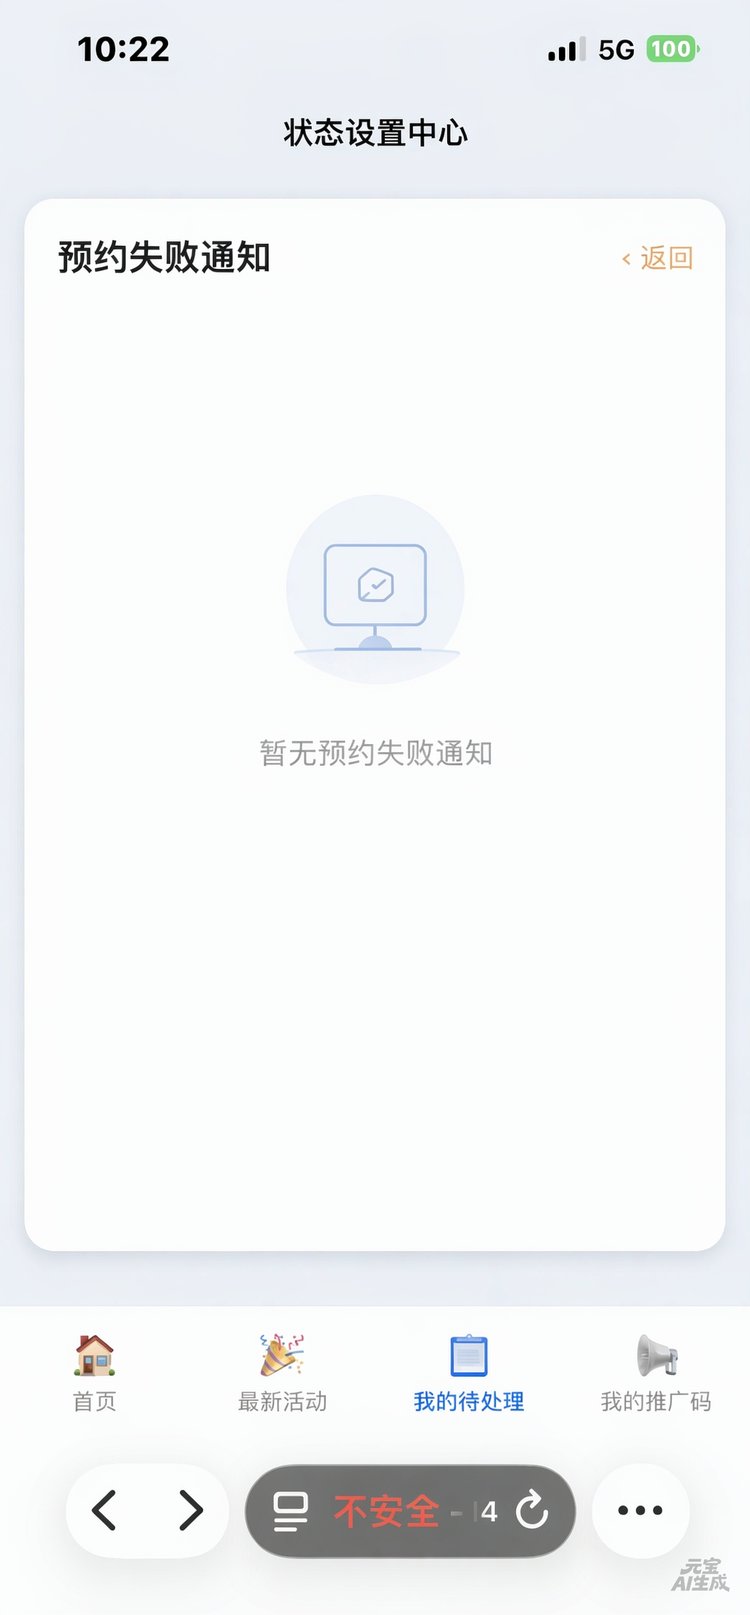 10:22
5G 100
状态设置中心
预约失败通知
‹ 返回
暂无预约失败通知
首页
最新活动
我的待处理
我的推广码
不安全
4
元宝
AI生成